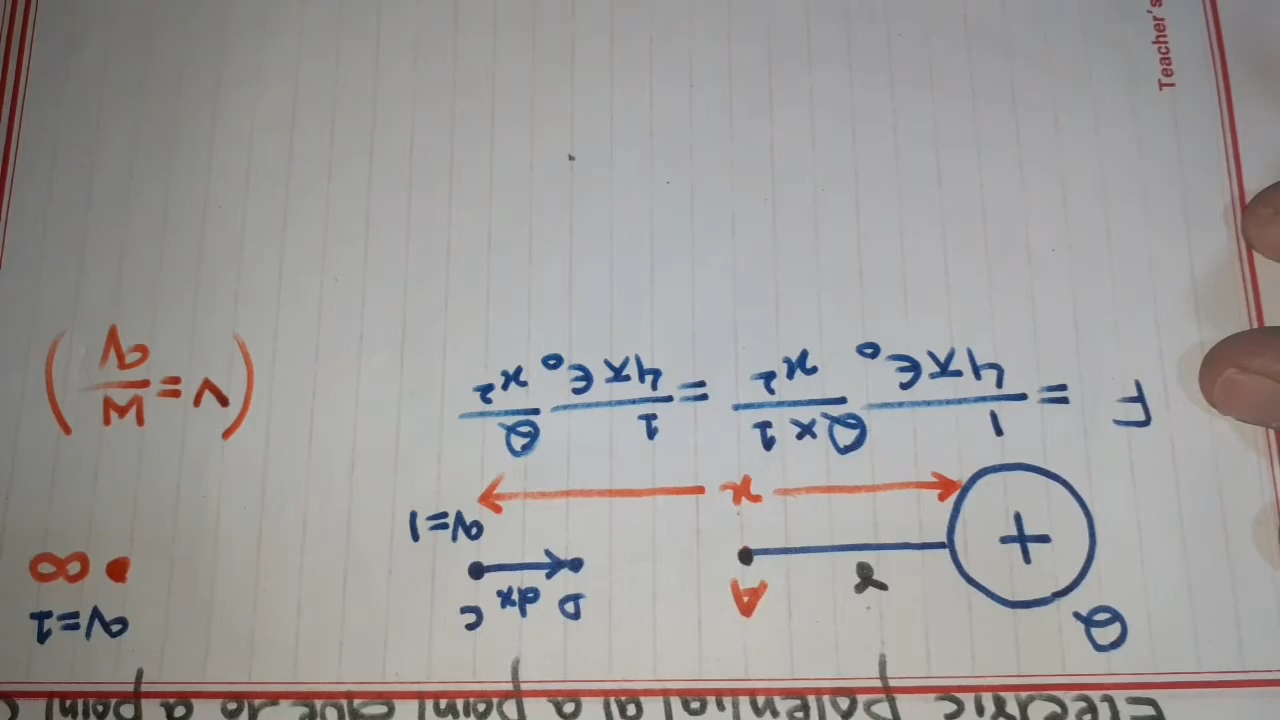 Electric potential at a point due to a point
Q
r A D dx C q=1
∞
x q=1
F = 1/4πε₀ Q×1/x² = 1/4πε₀ Q/x² (V=W/q)
Teacher's